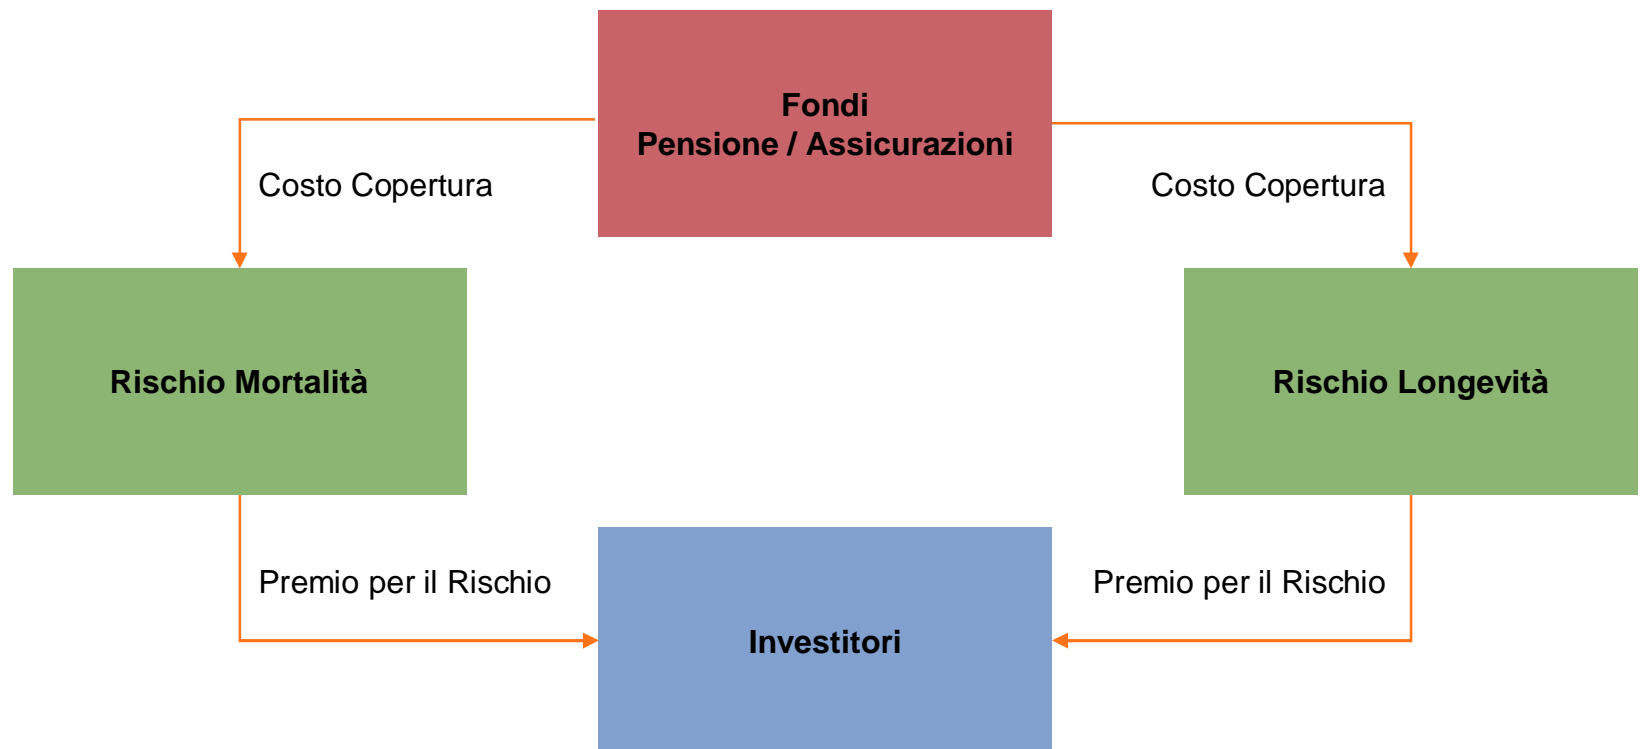 Fondi
Pensione / Assicurazioni
Costo Copertura
Costo Copertura
Rischio Mortalità
Rischio Longevità
Premio per il Rischio
Premio per il Rischio
Investitori